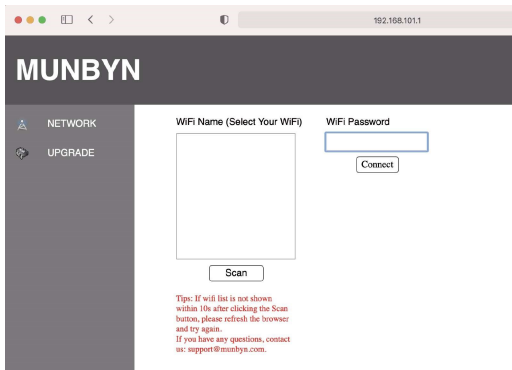 192.168.101.1
MUNBYN
NETWORK
UPGRADE
WiFi Name (Select Your WiFi)
WiFi Password
Connect
Scan
Tips: If wifi list is not shown
within 10s after clicking the Scan
button, please refresh the browser
and try again.
If you have any questions, contact
us: support@munbyn.com.